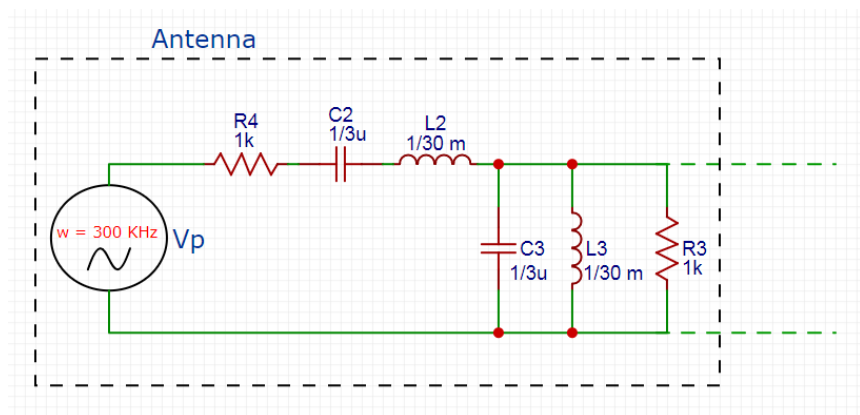 Antenna
R4
1k
C2
1/3u
L2
1/30 m
w = 300 KHz
Vp
C3
1/3u
L3
1/30 m
R3
1k